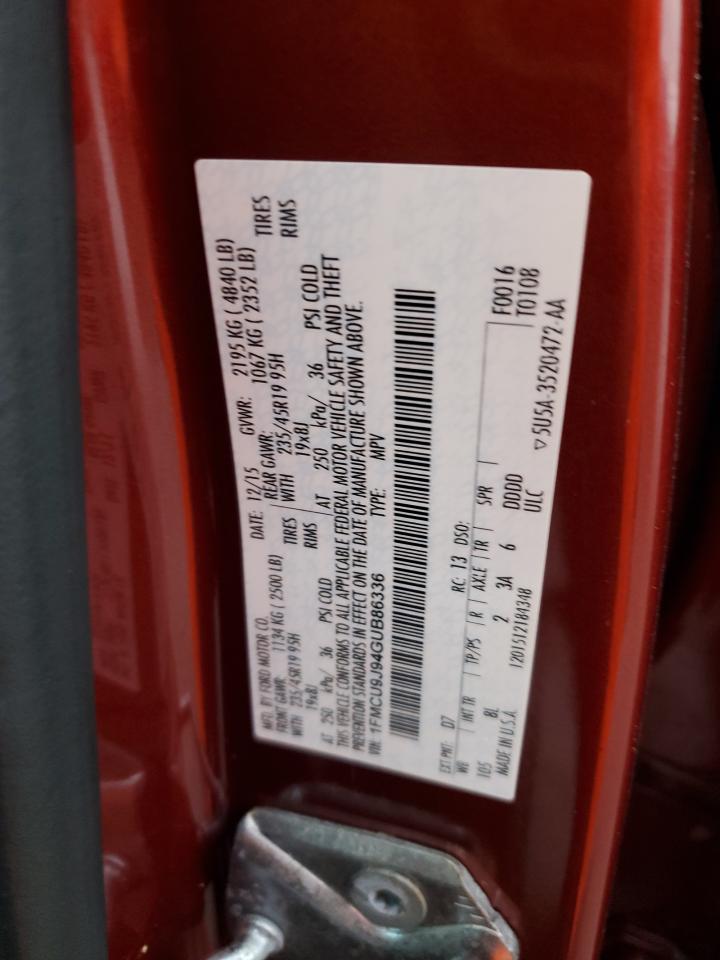 MFD. BY FORD MOTOR CO. DATE: 12/15 GVWR: 2195 KG ( 4840 LB)
FRONT GAWR: 1134 KG ( 2500 LB) REAR GAWR: 1067 KG ( 2352 LB)
WITH 235/45R19 95H TIRES WITH 235/45R19 95H TIRES
19x8J RIMS 19x8J RIMS
AT 250 kPa/ 36 PSI COLD AT 250 kPa/ 36 PSI COLD
THIS VEHICLE CONFORMS TO ALL APPLICABLE FEDERAL MOTOR VEHICLE SAFETY AND THEFT
PREVENTION STANDARDS IN EFFECT ON THE DATE OF MANUFACTURE SHOWN ABOVE.
VIN: 1FMCU9J94GUB86336 TYPE: MPV
F0016
T0108
EXT PNT: D7 RC: 13 DSO:
WB INT TR TP/PS R AXLE TR SPR
105 8L 2 3A 6 DDDD
MADE IN U.S.A. 1201512184348 ULC
▽5U5A-3520472-AA